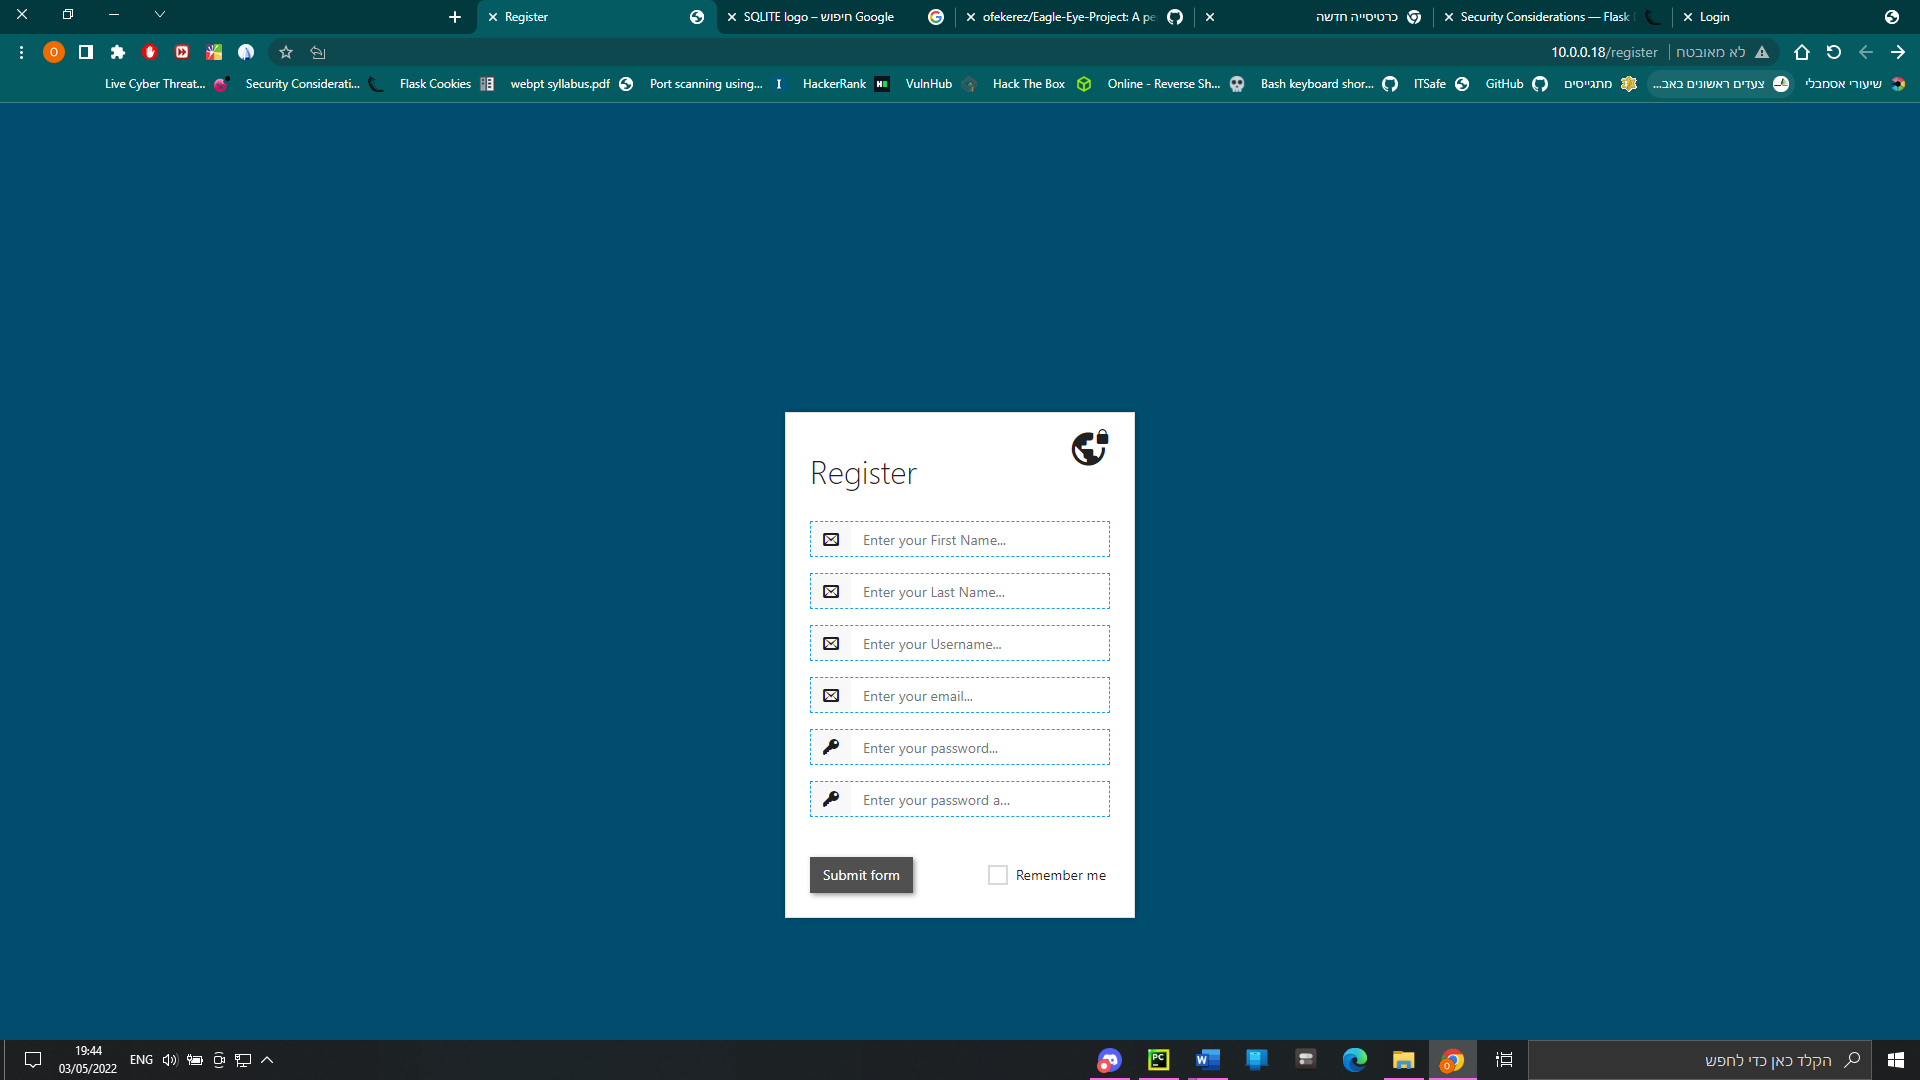 Register
SQLITE logo – חיפוש Google
ofekerez/Eagle-Eye-Project: A pe
כרטיסייה חדשה
Security Considerations — Flask
Login
O
10.0.0.18/register
לא מאובטח
Live Cyber Threat...
Security Considerati...
Flask Cookies
webpt syllabus.pdf
Port scanning using...
HackerRank
VulnHub
Hack The Box
Online - Reverse Sh...
Bash keyboard shor...
ITSafe
GitHub
מתגייסים
צעדים ראשונים באב...
שיעורי אסמבלי
Register
Enter your First Name...
Enter your Last Name...
Enter your Username...
Enter your email...
Enter your password...
Enter your password a...
Submit form
Remember me
19:44
03/05/2022
ENG
הקלד כאן כדי לחפש